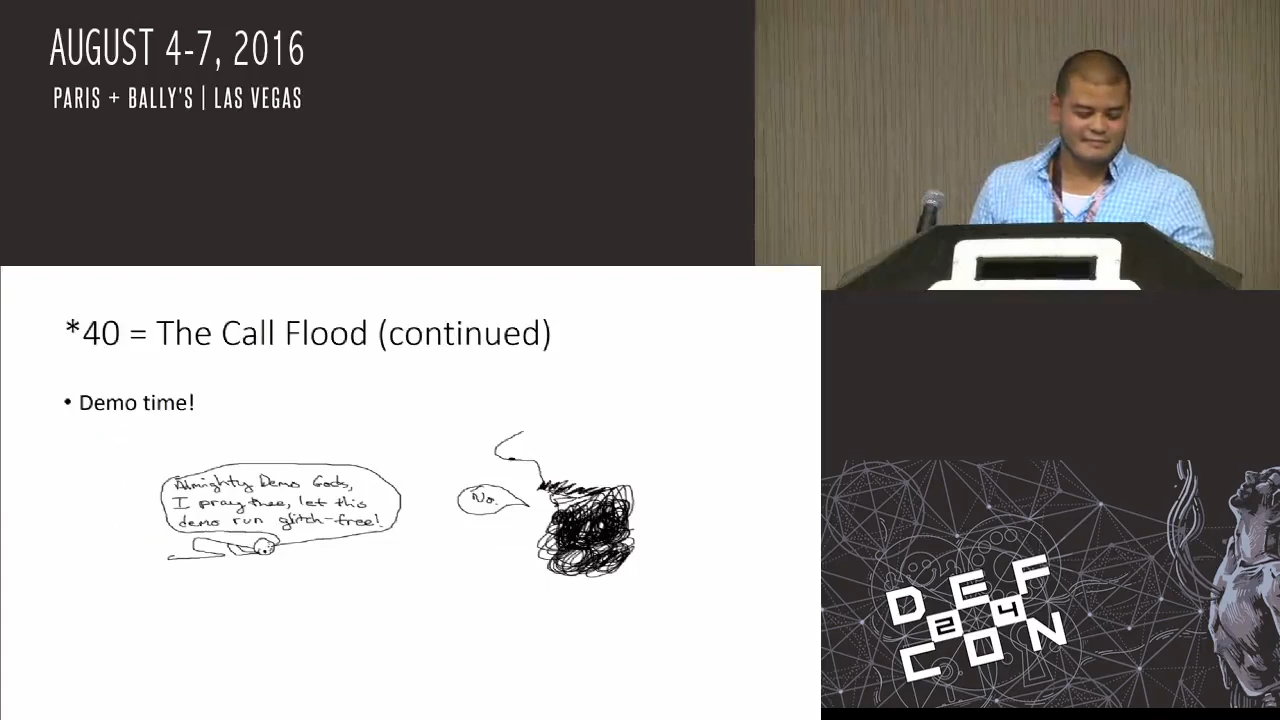 AUGUST 4-7, 2016
PARIS + BALLY'S | LAS VEGAS
*40 = The Call Flood (continued)
• Demo time!
Almighty Demo Gods,
I pray thee, let this
demo run glitch-free!
No.
DEF
24
CON